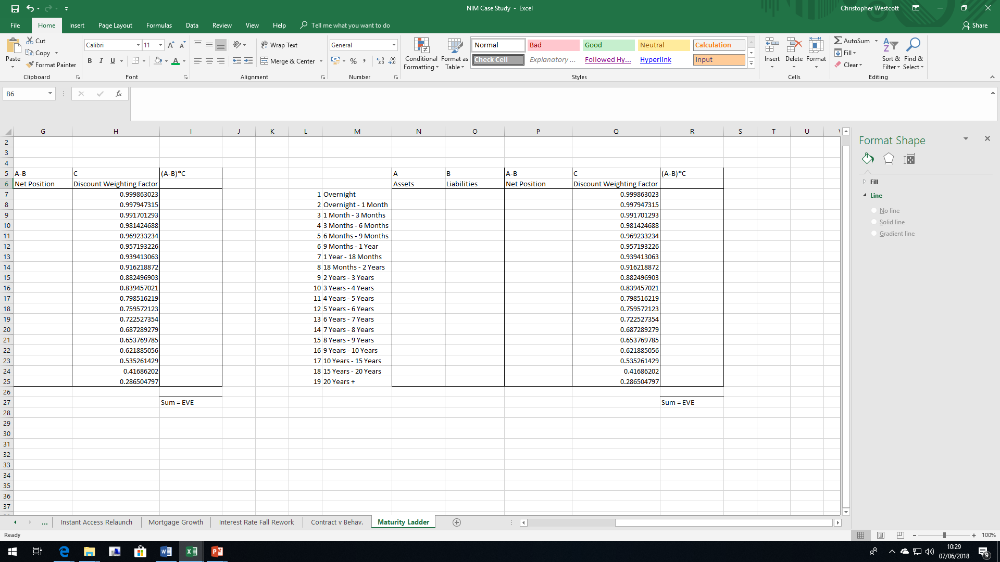 NIM Case Study - Excel
Christopher Westcott
File Home Insert Page Layout Formulas Data Review View Help Tell me what you want to do
Share
Paste
Cut
Copy
Format Painter
Clipboard
Calibri 11
B I U
Font
Wrap Text
Merge & Center
Alignment
General
Number
Conditional Formatting
Format as Table
Normal Bad Good Neutral Calculation
Check Cell Explanatory ... Followed Hy... Hyperlink Input
Styles
Insert Delete Format
Cells
AutoSum
Fill
Clear
Sort & Filter
Find & Select
Editing
B6 fx
G H I J K L M N O P Q R S T U
2
3
4
5 A-B C (A-B)*C A B A-B C (A-B)*C
6 Net Position Discount Weighting Factor Assets Liabilities Net Position Discount Weighting Factor
7 0.999863023 1 Overnight 0.999863023
8 0.997947315 2 Overnight - 1 Month 0.997947315
9 0.991701293 3 1 Month - 3 Months 0.991701293
10 0.981424688 4 3 Months - 6 Months 0.981424688
11 0.969233234 5 6 Months - 9 Months 0.969233234
12 0.957193226 6 9 Months - 1 Year 0.957193226
13 0.939413063 7 1 Year - 18 Months 0.939413063
14 0.916218872 8 18 Months - 2 Years 0.916218872
15 0.882496903 9 2 Years - 3 Years 0.882496903
16 0.839457021 10 3 Years - 4 Years 0.839457021
17 0.798516219 11 4 Years - 5 Years 0.798516219
18 0.759572123 12 5 Years - 6 Years 0.759572123
19 0.722527354 13 6 Years - 7 Years 0.722527354
20 0.687289279 14 7 Years - 8 Years 0.687289279
21 0.653769785 15 8 Years - 9 Years 0.653769785
22 0.621885056 16 9 Years - 10 Years 0.621885056
23 0.535261429 17 10 Years - 15 Years 0.535261429
24 0.41686202 18 15 Years - 20 Years 0.41686202
25 0.286504797 19 20 Years + 0.286504797
26
27 Sum = EVE Sum = EVE
28
29
30
31
32
33
34
35
36
37
Format Shape
Fill
Line
No line
Solid line
Gradient line
... Instant Access Relaunch Mortgage Growth Interest Rate Fall Rework Contract v Behav. Maturity Ladder
Ready
100%
10:29
07/06/2018
9